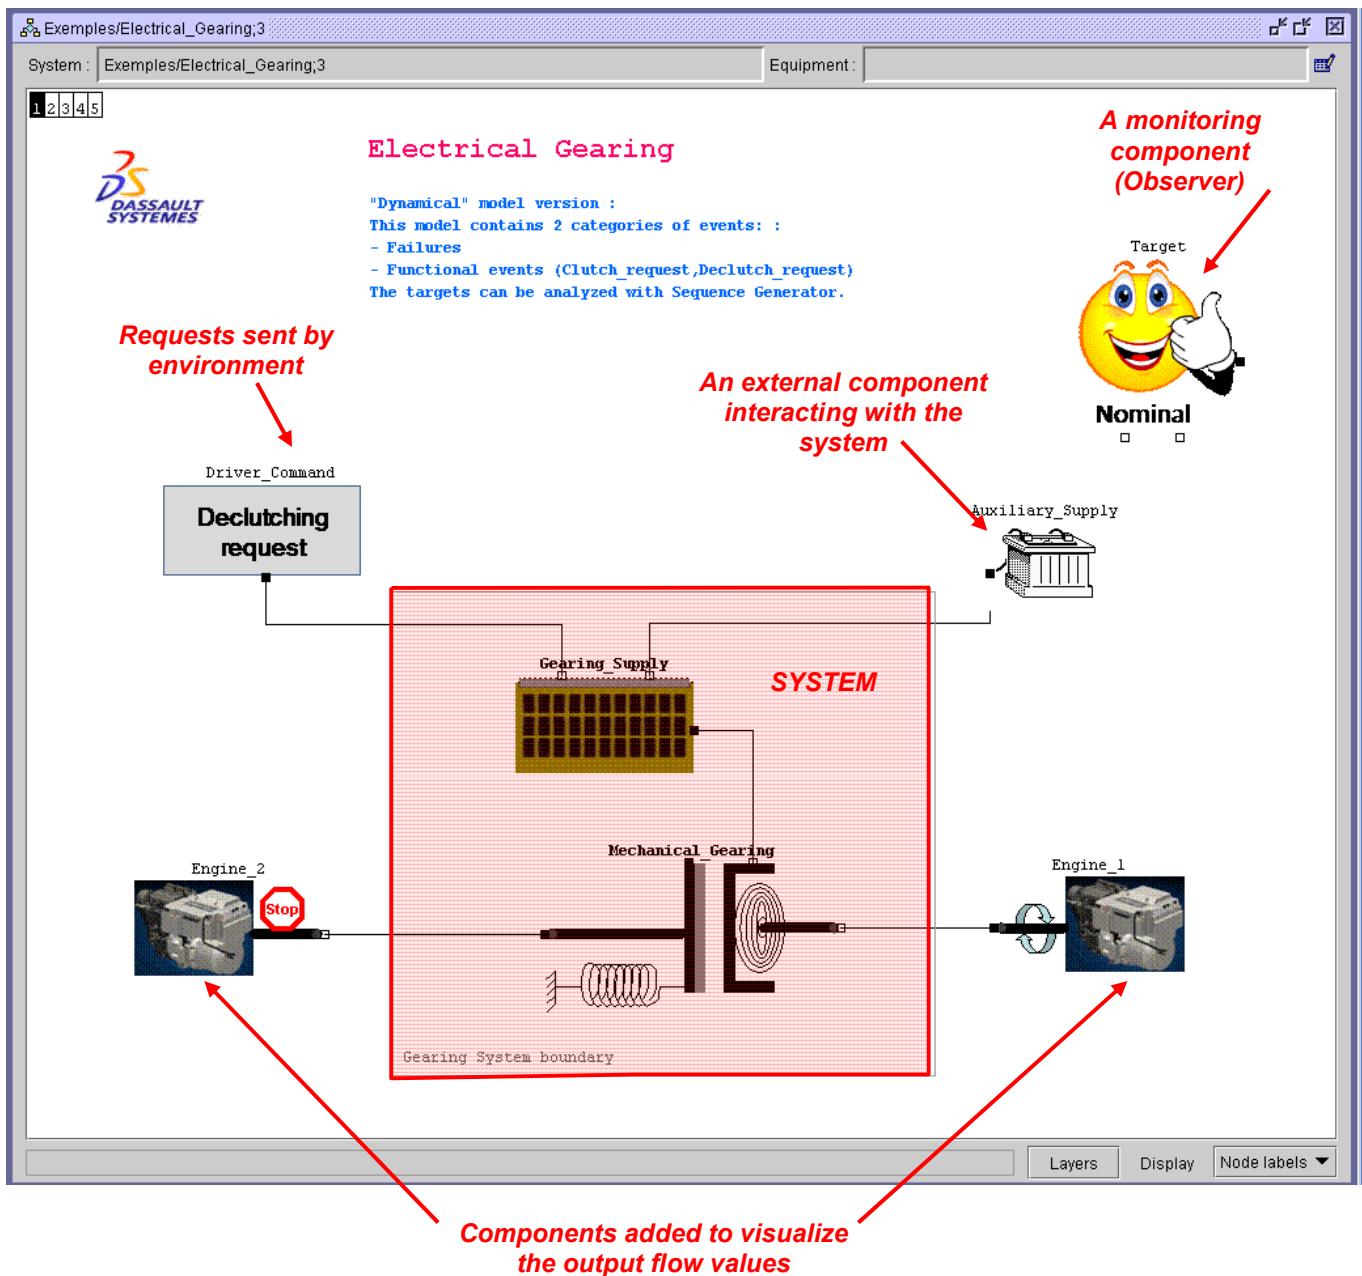 Exemples/Electrical_Gearing;3
System : Exemples/Electrical_Gearing;3 Equipment :
1 2 3 4 5
DASSAULT
SYSTEMES
Electrical Gearing
"Dynamical" model version :
This model contains 2 categories of events: :
- Failures
- Functional events (Clutch_request,Declutch_request)
The targets can be analyzed with Sequence Generator.
A monitoring
component
(Observer)
Target
Nominal
Requests sent by
environment
An external component
interacting with the
system
Driver_Command
Declutching
request
Auxiliary_Supply
Gearing_Supply
SYSTEM
Mechanical_Gearing
Engine_2
Stop
Engine_1
Gearing System boundary
Layers Display Node labels
Components added to visualize
the output flow values